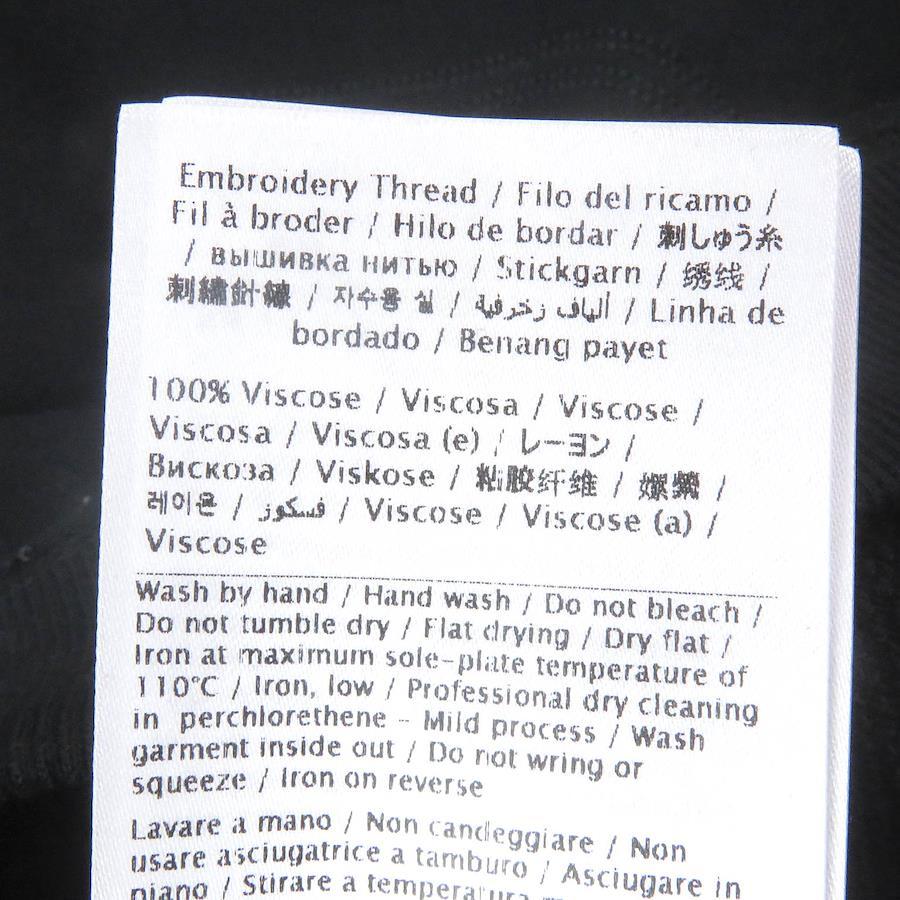 Embroidery Thread / Filo del ricamo /
Fil à broder / Hilo de bordar / 刺しゅう糸
/ вышивка нитью / Stickgarn / 绣线 /
刺繡針線 / 자수용 실 / ألياف زخرفية / Linha de
bordado / Benang payet
100% Viscose / Viscosa / Viscose /
Viscosa / Viscosa (e) / レーヨン /
Вискоза / Viskose / 粘胶纤维 / 嫘縈 /
레이온 / فسكوز / Viscose / Viscose (a) /
Viscose
Wash by hand / Hand wash / Do not bleach /
Do not tumble dry / Flat drying / Dry flat /
Iron at maximum sole-plate temperature of
110°C / Iron, low / Professional dry cleaning
in perchlorethene - Mild process / Wash
garment inside out / Do not wring or
squeeze / Iron on reverse
Lavare a mano / Non candeggiare / Non
usare asciugatrice a tamburo / Asciugare in
piano / Stirare a temperatura